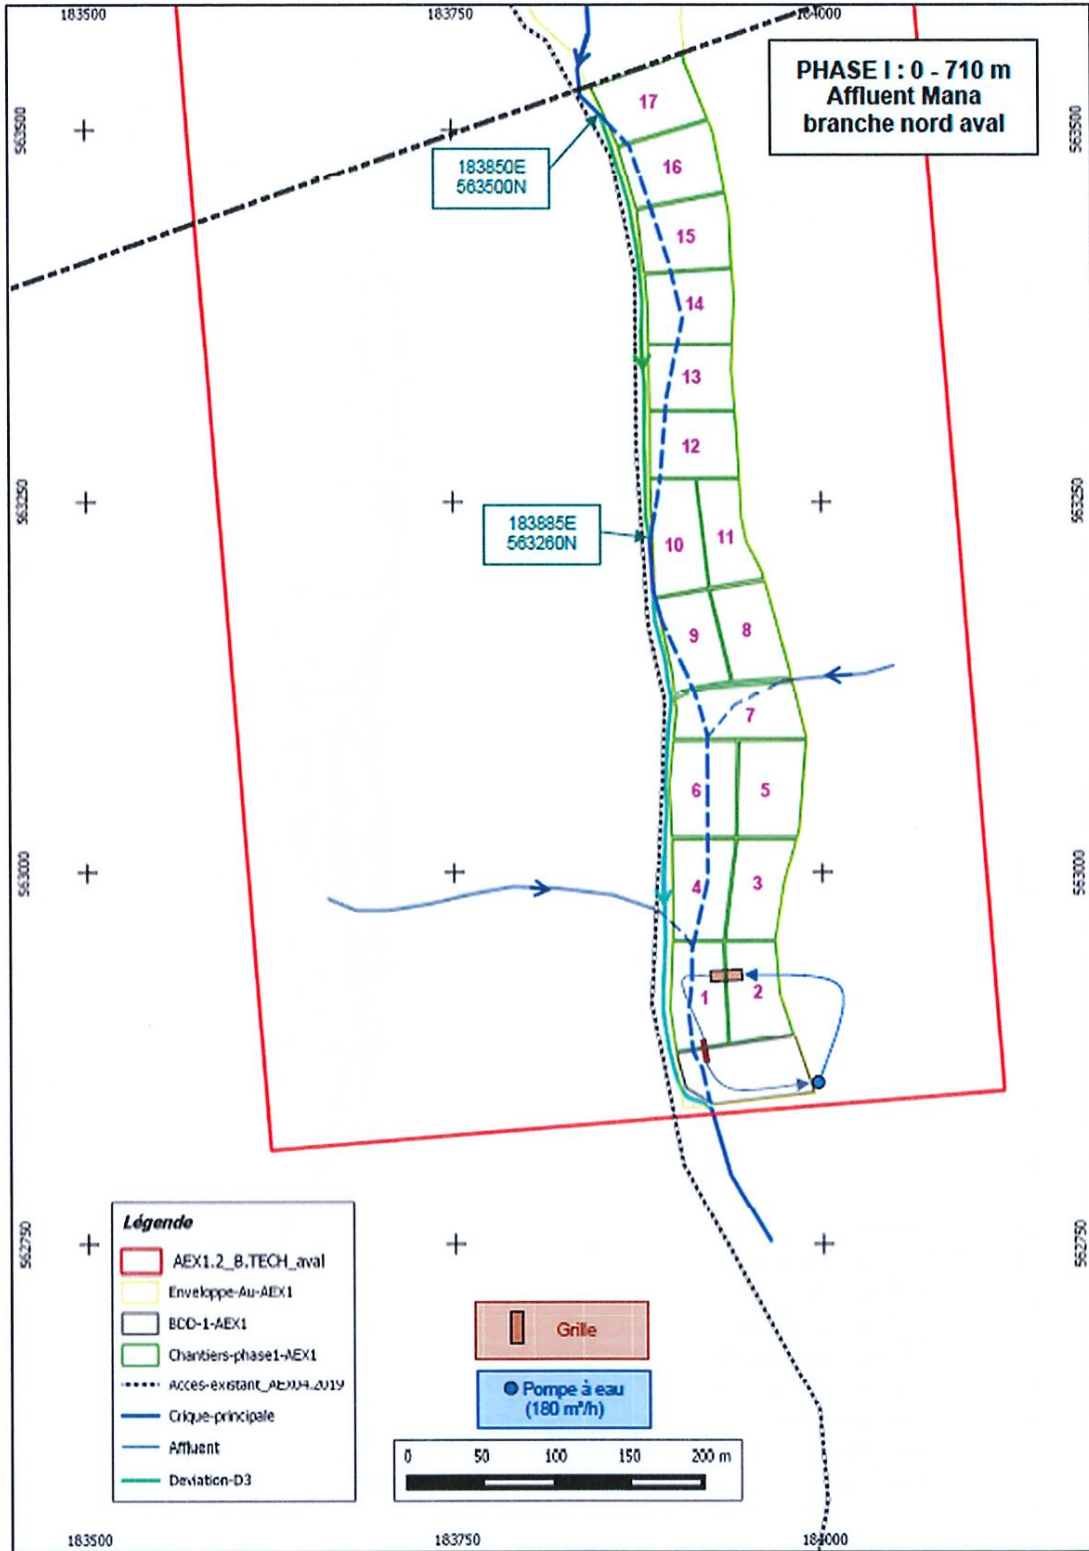 183500
183750
184000
PHASE I : 0 - 710 m
Affluent Mana
branche nord aval
563500
563500
17
183850E
563500N
16
15
14
13
12
563250
563250
183885E
563260N
10
11
9
8
7
6
5
563000
563000
4
3
1
2
562750
562750
Légende
AEX1.2_B.TECH_aval
Enveloppe-Au-AEX1
BDD-1-AEX1
Chantiers-phase1-AEX1
Accès-existant_AEX04.2019
Crique-principale
Affluent
Deviation-D3
Grille
Pompe à eau
(180 m³/h)
0 50 100 150 200 m
183500
183750
184000